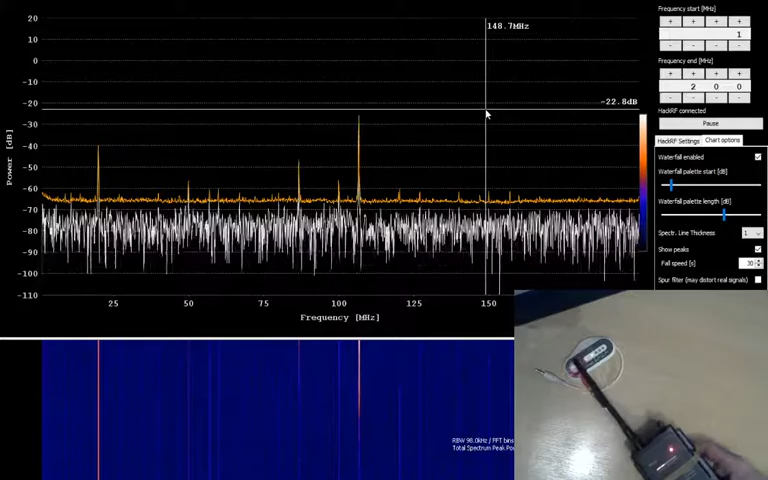 20
10
0
-10
-20
-30
-40
-50
-60
-70
-80
-90
-100
-110
Power [dB]
148.7MHz
-22.8dB
25
50
75
100
125
150
Frequency [MHz]
RBW 98.0kHz / FFT bins
Total Spectrum Peak Po
Frequency start [MHz]
+ + + +
1
- - - -
Frequency end [MHz]
+ + + +
2 0 0
- - - -
HackRF connected
Pause
HackRF Settings Chart options
Waterfall enabled
Waterfall palette start [dB]
Waterfall palette length [dB]
Spectr. Line Thickness 1
Show peaks
Fall speed [s] 30
Spur filter (may distort real signals)